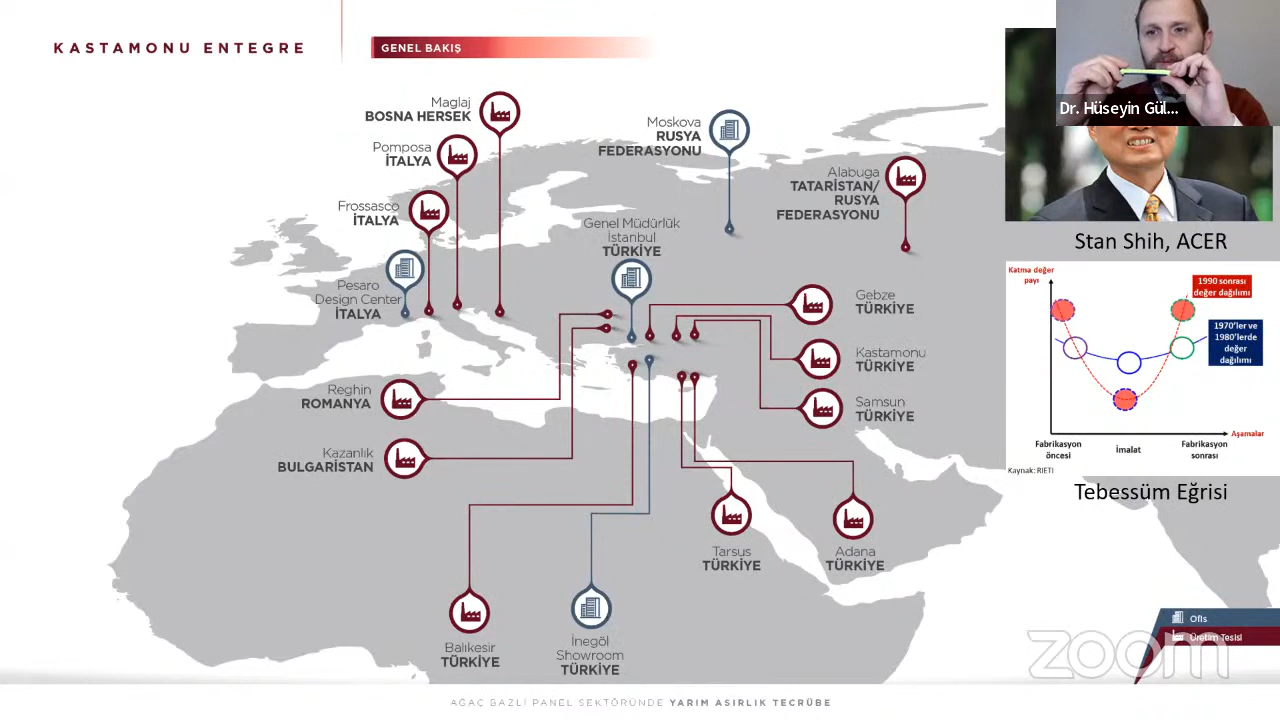 KASTAMONU ENTEGRE
GENEL BAKIŞ
Maglaj
BOSNA HERSEK
Pomposa
İTALYA
Frossasco
İTALYA
Pesaro
Design Center
İTALYA
Moskova
RUSYA
FEDERASYONU
Alabuga
TATARİSTAN/
RUSYA
FEDERASYONU
Genel Müdürlük
İstanbul
TÜRKİYE
Gebze
TÜRKİYE
Kastamonu
TÜRKİYE
Samsun
TÜRKİYE
Reghin
ROMANYA
Kazanlık
BULGARİSTAN
Tarsus
TÜRKİYE
Adana
TÜRKİYE
Balıkesir
TÜRKİYE
İnegöl
Showroom
TÜRKİYE
Dr. Hüseyin Gül...
Stan Shih, ACER
Katma değer
payı
1990 sonrası
değer dağılımı
1970'ler ve
1980'lerde
değer
dağılımı
Aşamalar
Fabrikasyon
öncesi
İmalat
Fabrikasyon
sonrası
Kaynak: RIETI
Tebessüm Eğrisi
Ofis
Üretim Tesisi
zoom
AĞAÇ BAZLI PANEL SEKTÖRÜNDE YARIM ASIRLIK TECRÜBE